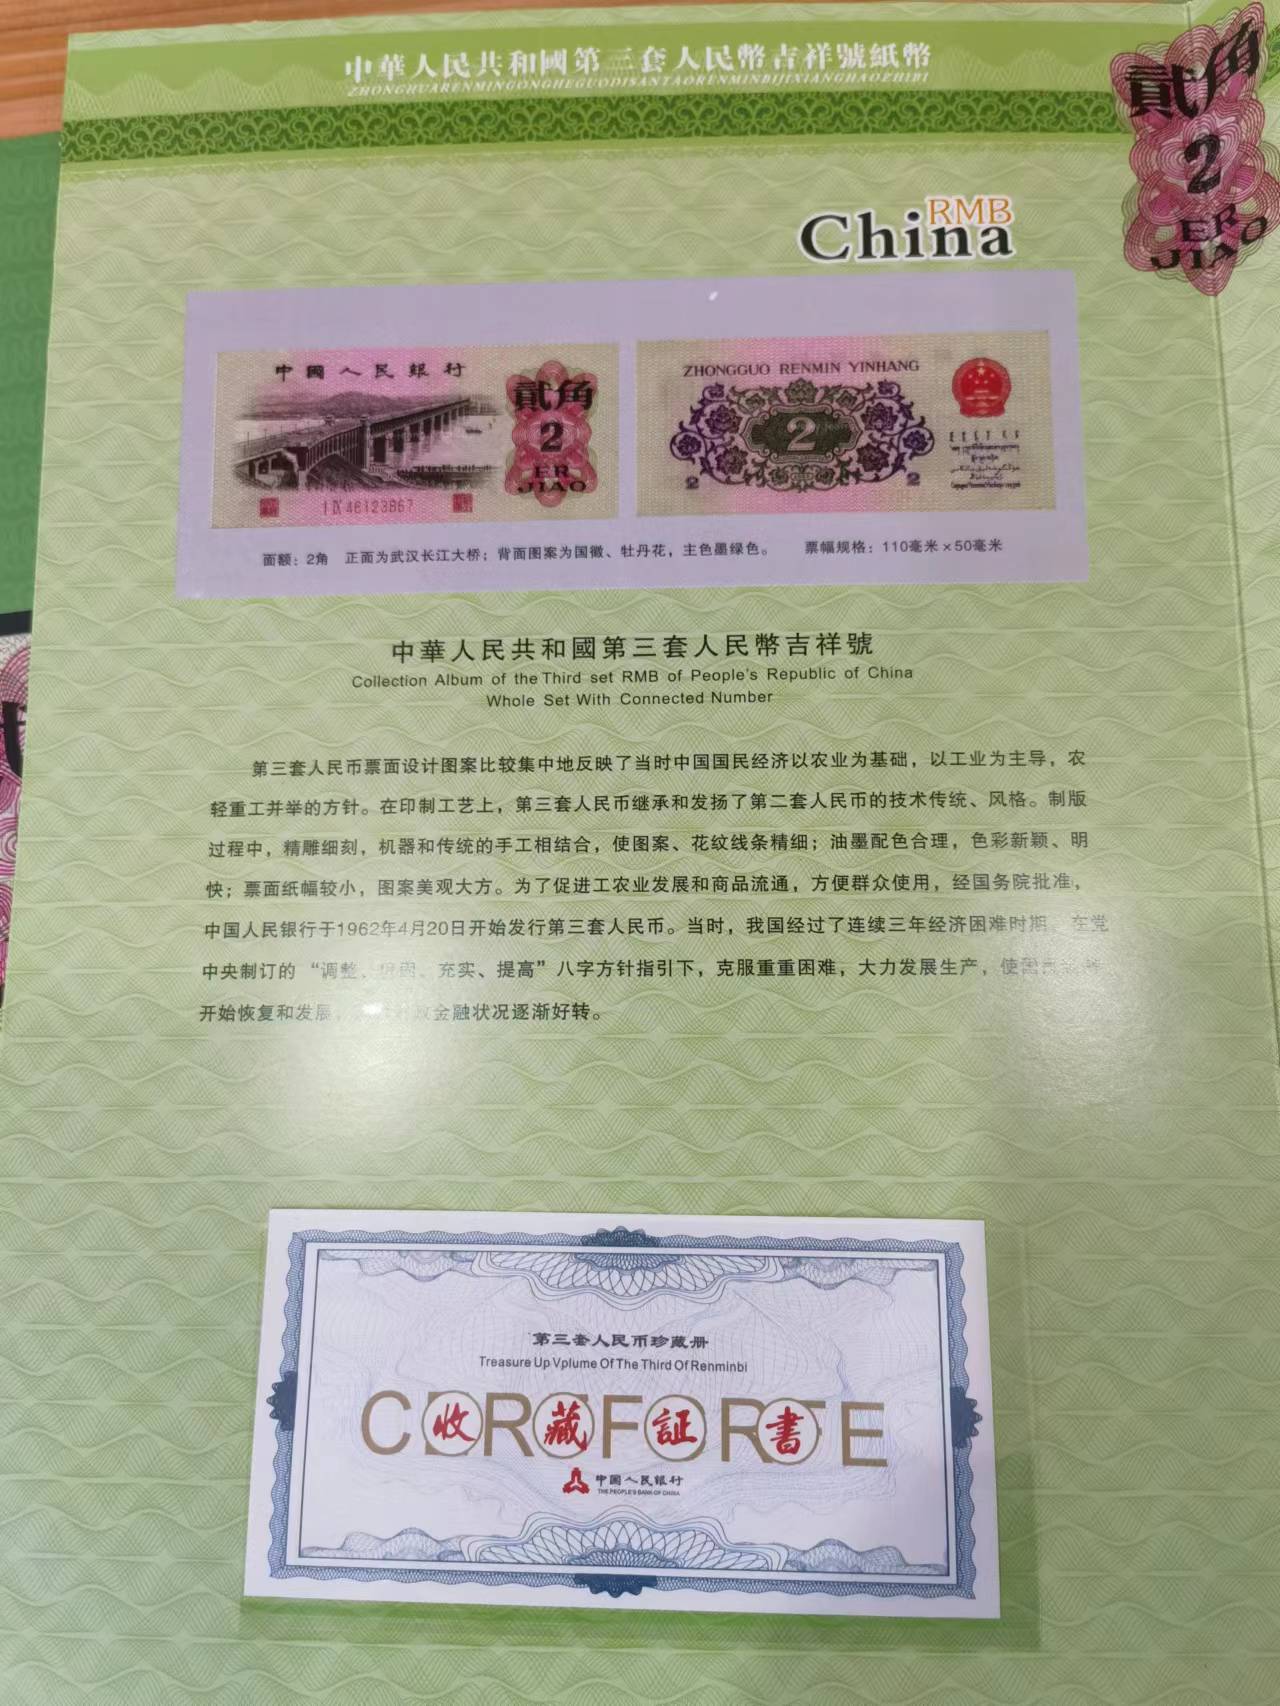 中華人民共和國第三套人民幣吉祥號紙幣
ZHONGHUARENMINGONGHEGUODISANTAORENMINBIJIXIANGHAOZHIBI
貳角
2
ER
JIAO
RMB
China
中國人民銀行
貳角
2
ER
JIAO
I IX 46123867
ZHONGGUO RENMIN YINHANG
2
2
2
面额：2角 正面为武汉长江大桥；背面图案为国徽、牡丹花，主色墨绿色。 票幅规格：110毫米×50毫米
中華人民共和國第三套人民幣吉祥號
Collection Album of the Third set RMB of People's Republic of China
Whole Set With Connected Number
第三套人民币票面设计图案比较集中地反映了当时中国国民经济以农业为基础，以工业为主导，农
轻重工并举的方针。在印制工艺上，第三套人民币继承和发扬了第二套人民币的技术传统、风格。制版
过程中，精雕细刻，机器和传统的手工相结合，使图案、花纹线条精细；油墨配色合理，色彩新颖、明
快；票面纸幅较小，图案美观大方。为了促进工农业发展和商品流通，方便群众使用，经国务院批准，
中国人民银行于1962年4月20日开始发行第三套人民币。当时，我国经过了连续三年经济困难时期。在党
中央制订的“调整、巩固、充实、提高”八字方针指引下，克服重重困难，大力发展生产，使国
开始恢复和发展，金融状况逐渐好转。
第三套人民币珍藏册
Treasure Up Vplume Of The Third Of Renminbi
收藏証書
中国人民银行
THE PEOPLE'S BANK OF CHINA